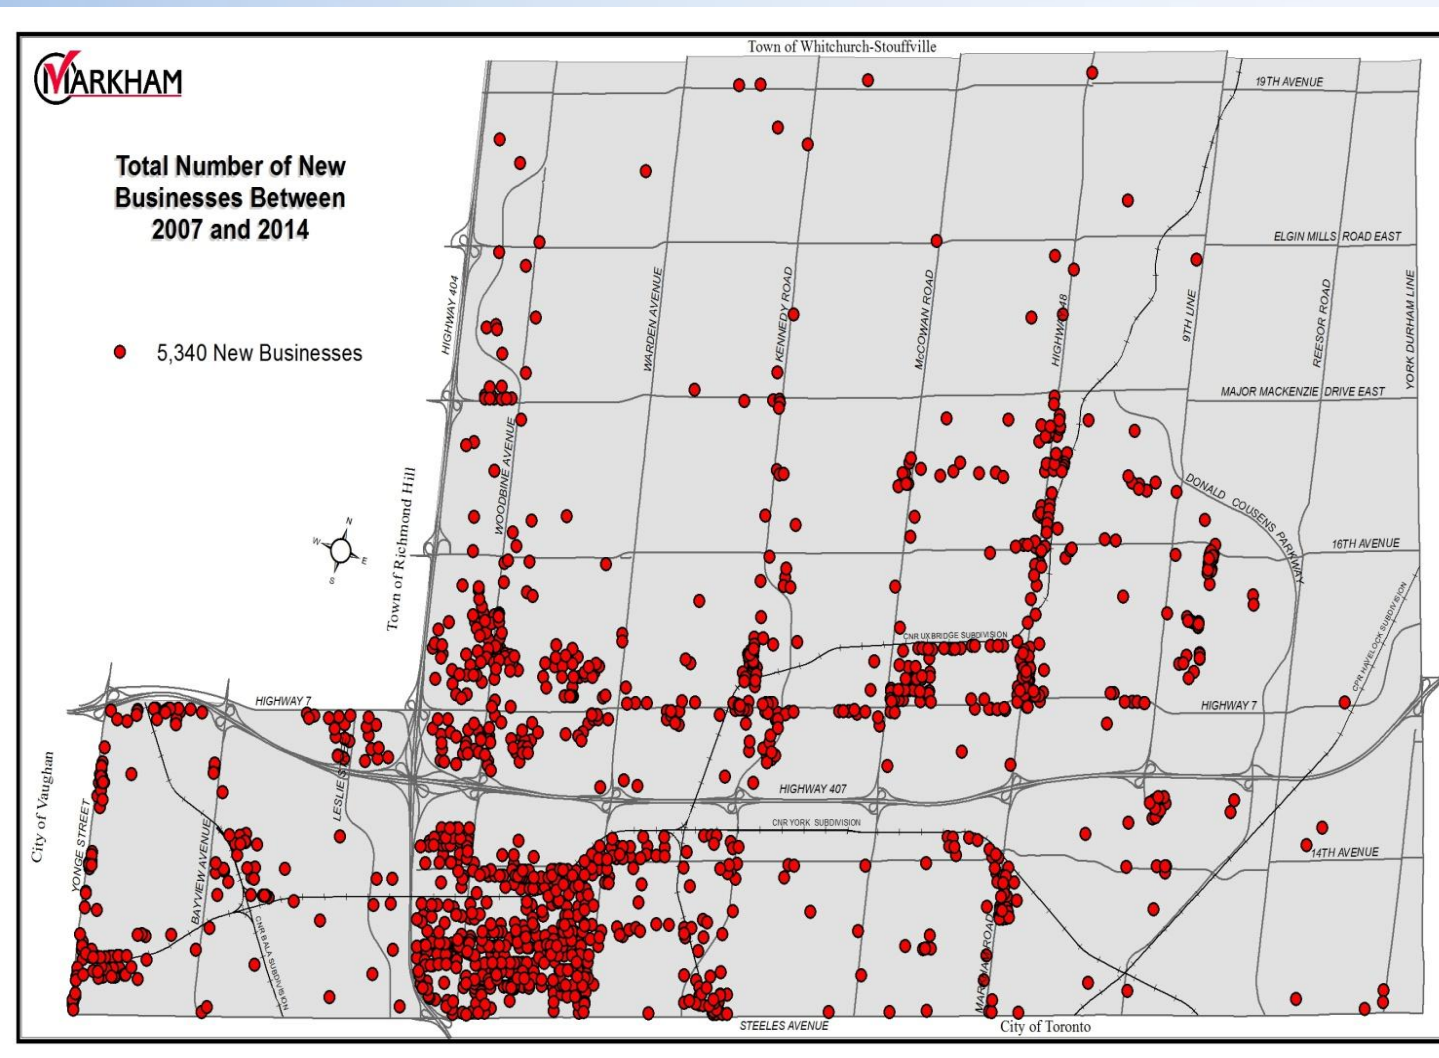 Town of Whitchurch-Stouffville
MARKHAM
19TH AVENUE
Total Number of New
Businesses Between
2007 and 2014
ELGIN MILLS ROAD EAST
HIGHWAY 404
WARDEN AVENUE
KENNEDY ROAD
McCOWAN ROAD
HIGHWAY 48
9TH LINE
REESOR ROAD
YORK DURHAM LINE
5,340 New Businesses
MAJOR MACKENZIE DRIVE EAST
WOODBINE AVENUE
Town of Richmond Hill
DONALD COUSENS PARKWAY
N
W
E
S
16TH AVENUE
CPR HAVELOCK SUBDIVISION
CNR UXBRIDGE SUBDIVISION
HIGHWAY 7
HIGHWAY 7
City of Vaughan
YONGE STREET
BAYVIEW AVENUE
HIGHWAY 407
CNR YORK SUBDIVISION
14TH AVENUE
CNR BALA SUBDIVISION
STEELES AVENUE
City of Toronto